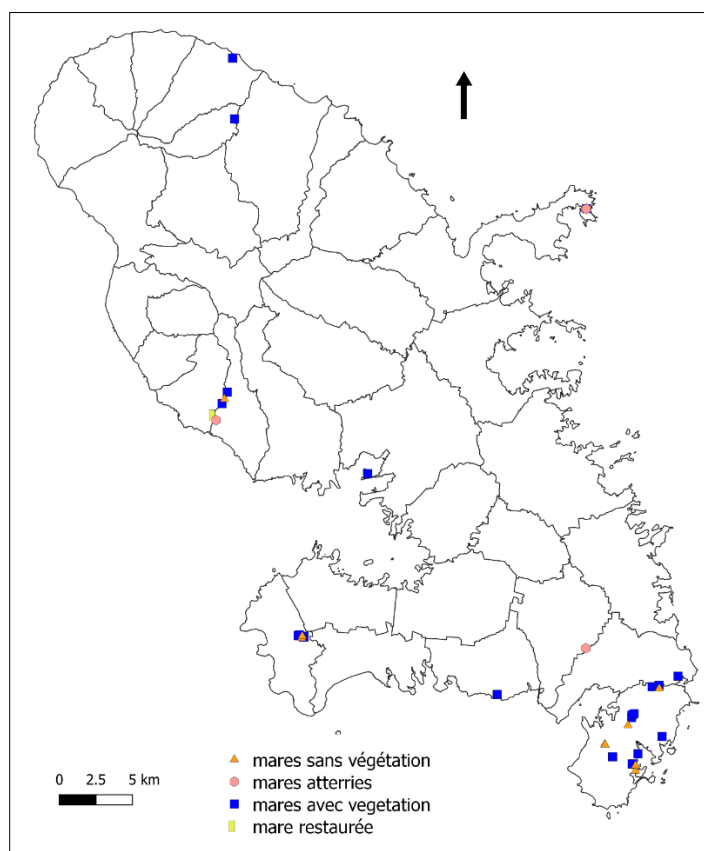 mares sans végétation
mares atterries
mares avec vegetation
mare restaurée
0 2.5 5 km